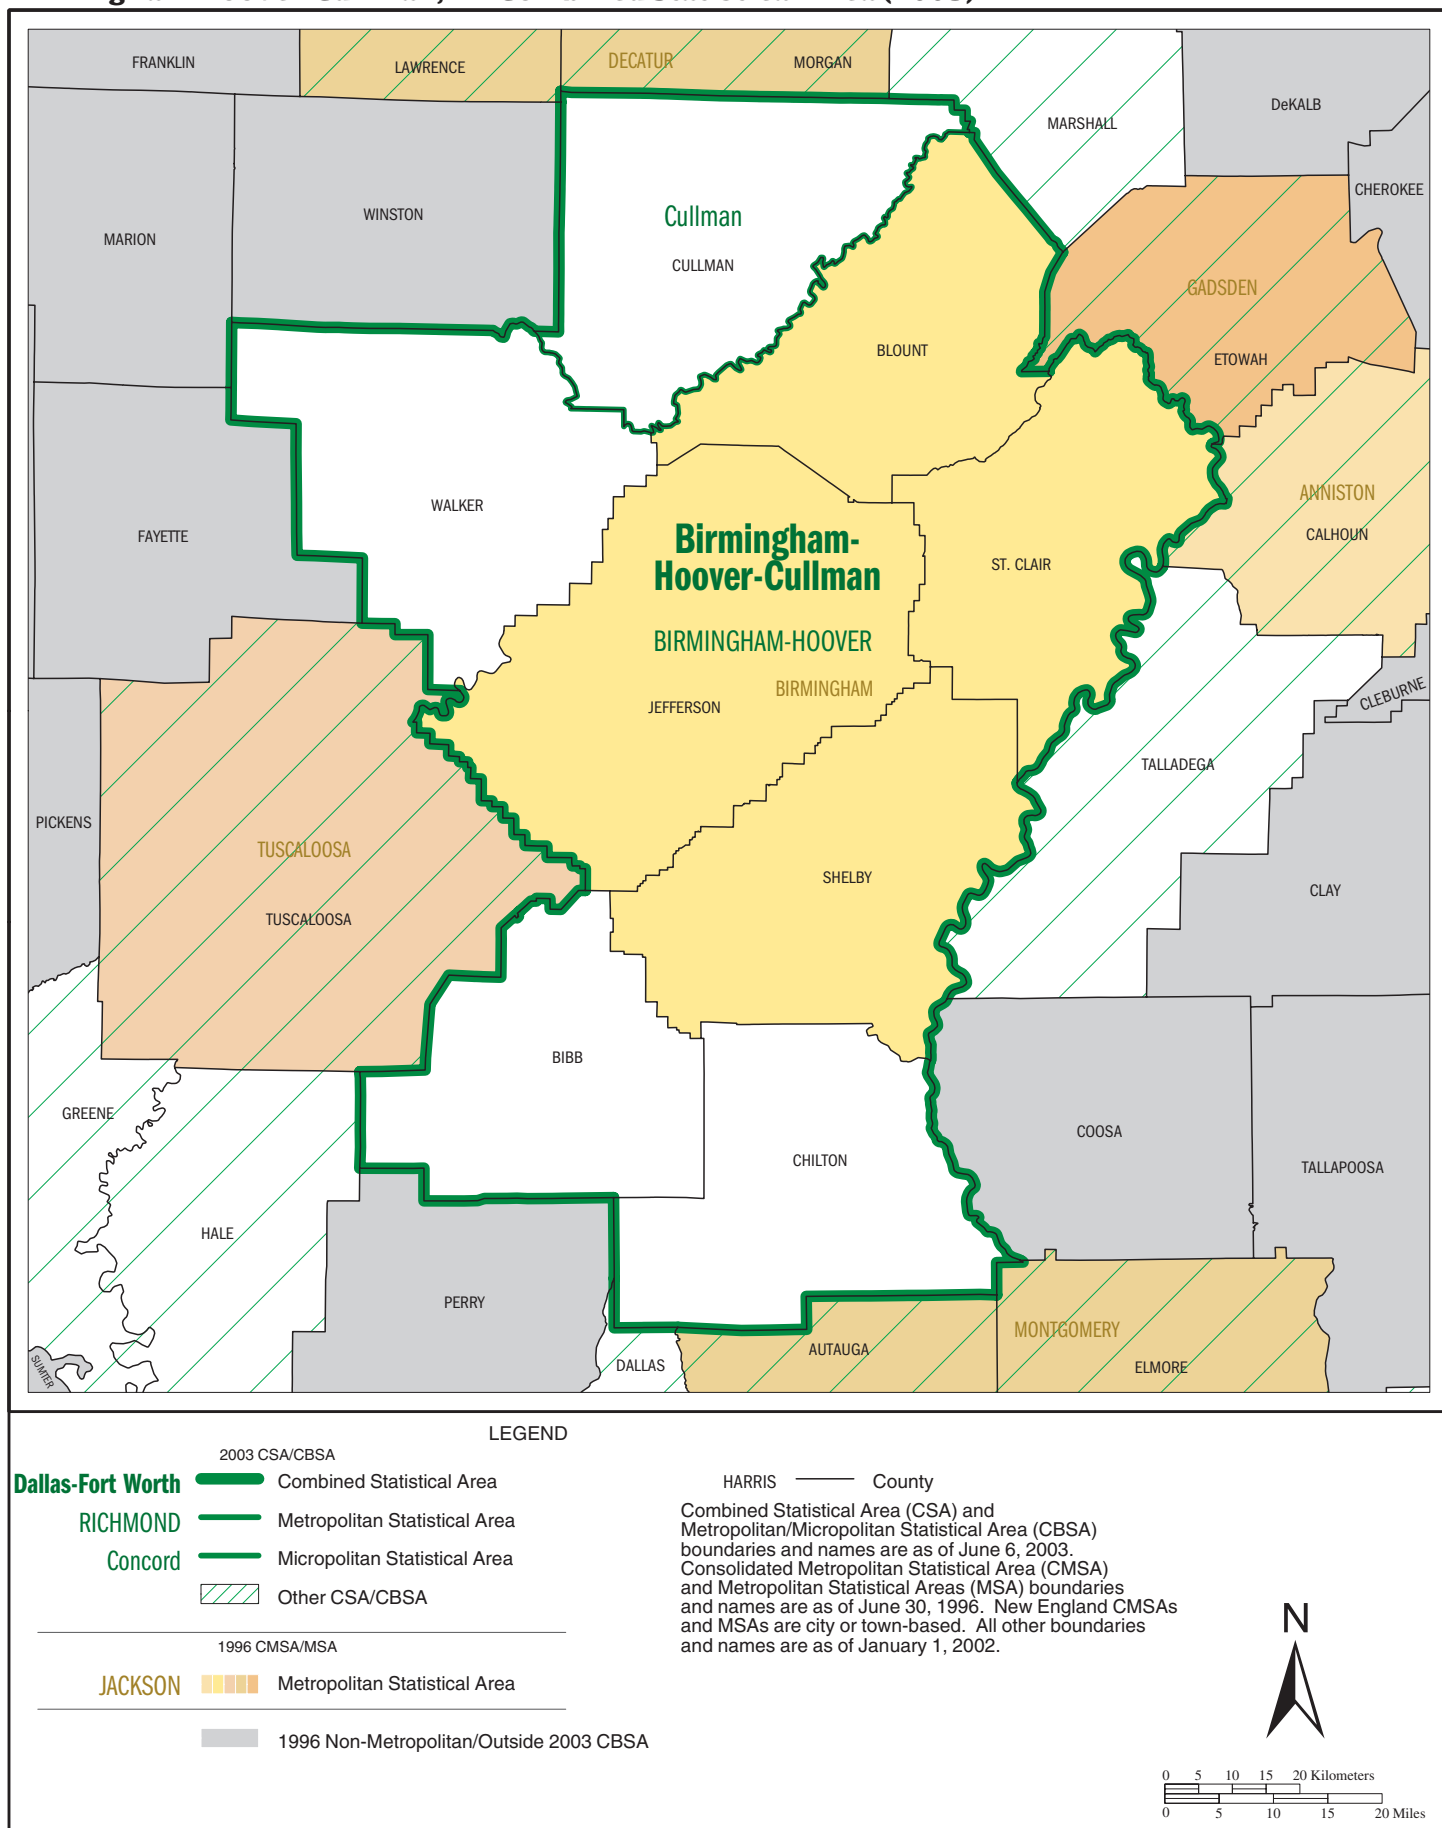 FRANKLIN
LAWRENCE
DECATUR
MORGAN
MARSHALL
DeKALB
CHEROKEE
MARION
WINSTON
Cullman
CULLMAN
GADSDEN
ETOWAH
BLOUNT
WALKER
FAYETTE
ANNISTON
CALHOUN
Birmingham-
Hoover-Cullman
ST. CLAIR
BIRMINGHAM-HOOVER
BIRMINGHAM
JEFFERSON
CLEBURNE
TALLADEGA
PICKENS
TUSCALOOSA
TUSCALOOSA
SHELBY
CLAY
BIBB
GREENE
COOSA
CHILTON
TALLAPOOSA
HALE
PERRY
MONTGOMERY
AUTAUGA
DALLAS
ELMORE
SUMTER
LEGEND
2003 CSA/CBSA
Dallas-Fort Worth Combined Statistical Area
RICHMOND Metropolitan Statistical Area
Concord Micropolitan Statistical Area
Other CSA/CBSA
1996 CMSA/MSA
JACKSON Metropolitan Statistical Area
1996 Non-Metropolitan/Outside 2003 CBSA
HARRIS County
Combined Statistical Area (CSA) and
Metropolitan/Micropolitan Statistical Area (CBSA)
boundaries and names are as of June 6, 2003.
Consolidated Metropolitan Statistical Area (CMSA)
and Metropolitan Statistical Areas (MSA) boundaries
and names are as of June 30, 1996. New England CMSAs
and MSAs are city or town-based. All other boundaries
and names are as of January 1, 2002.
N
0 5 10 15 20 Kilometers
0 5 10 15 20 Miles